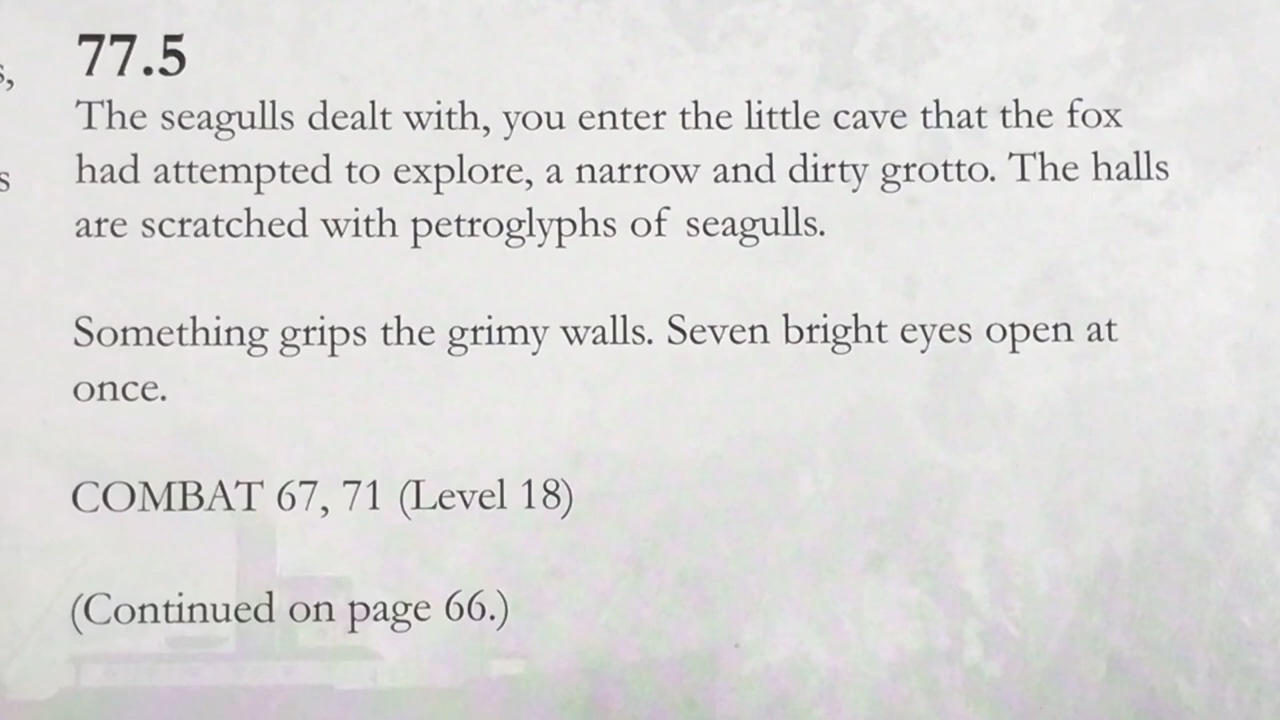 77.5
The seagulls dealt with, you enter the little cave that the fox
had attempted to explore, a narrow and dirty grotto. The halls
are scratched with petroglyphs of seagulls.
Something grips the grimy walls. Seven bright eyes open at
once.
COMBAT 67, 71 (Level 18)
(Continued on page 66.)